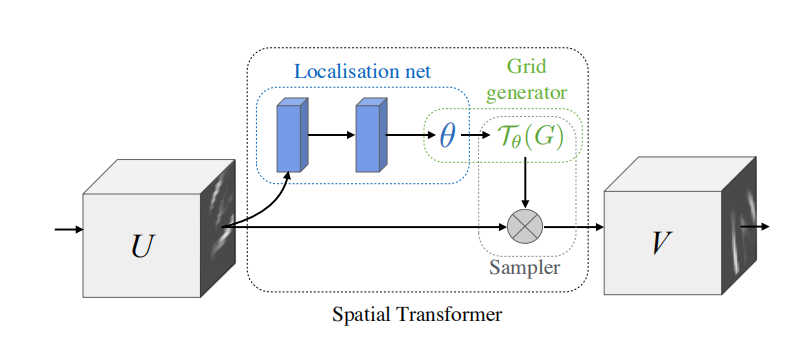 Localisation net
Grid
generator
θ
𝒯θ(G)
U
V
Sampler
Spatial Transformer